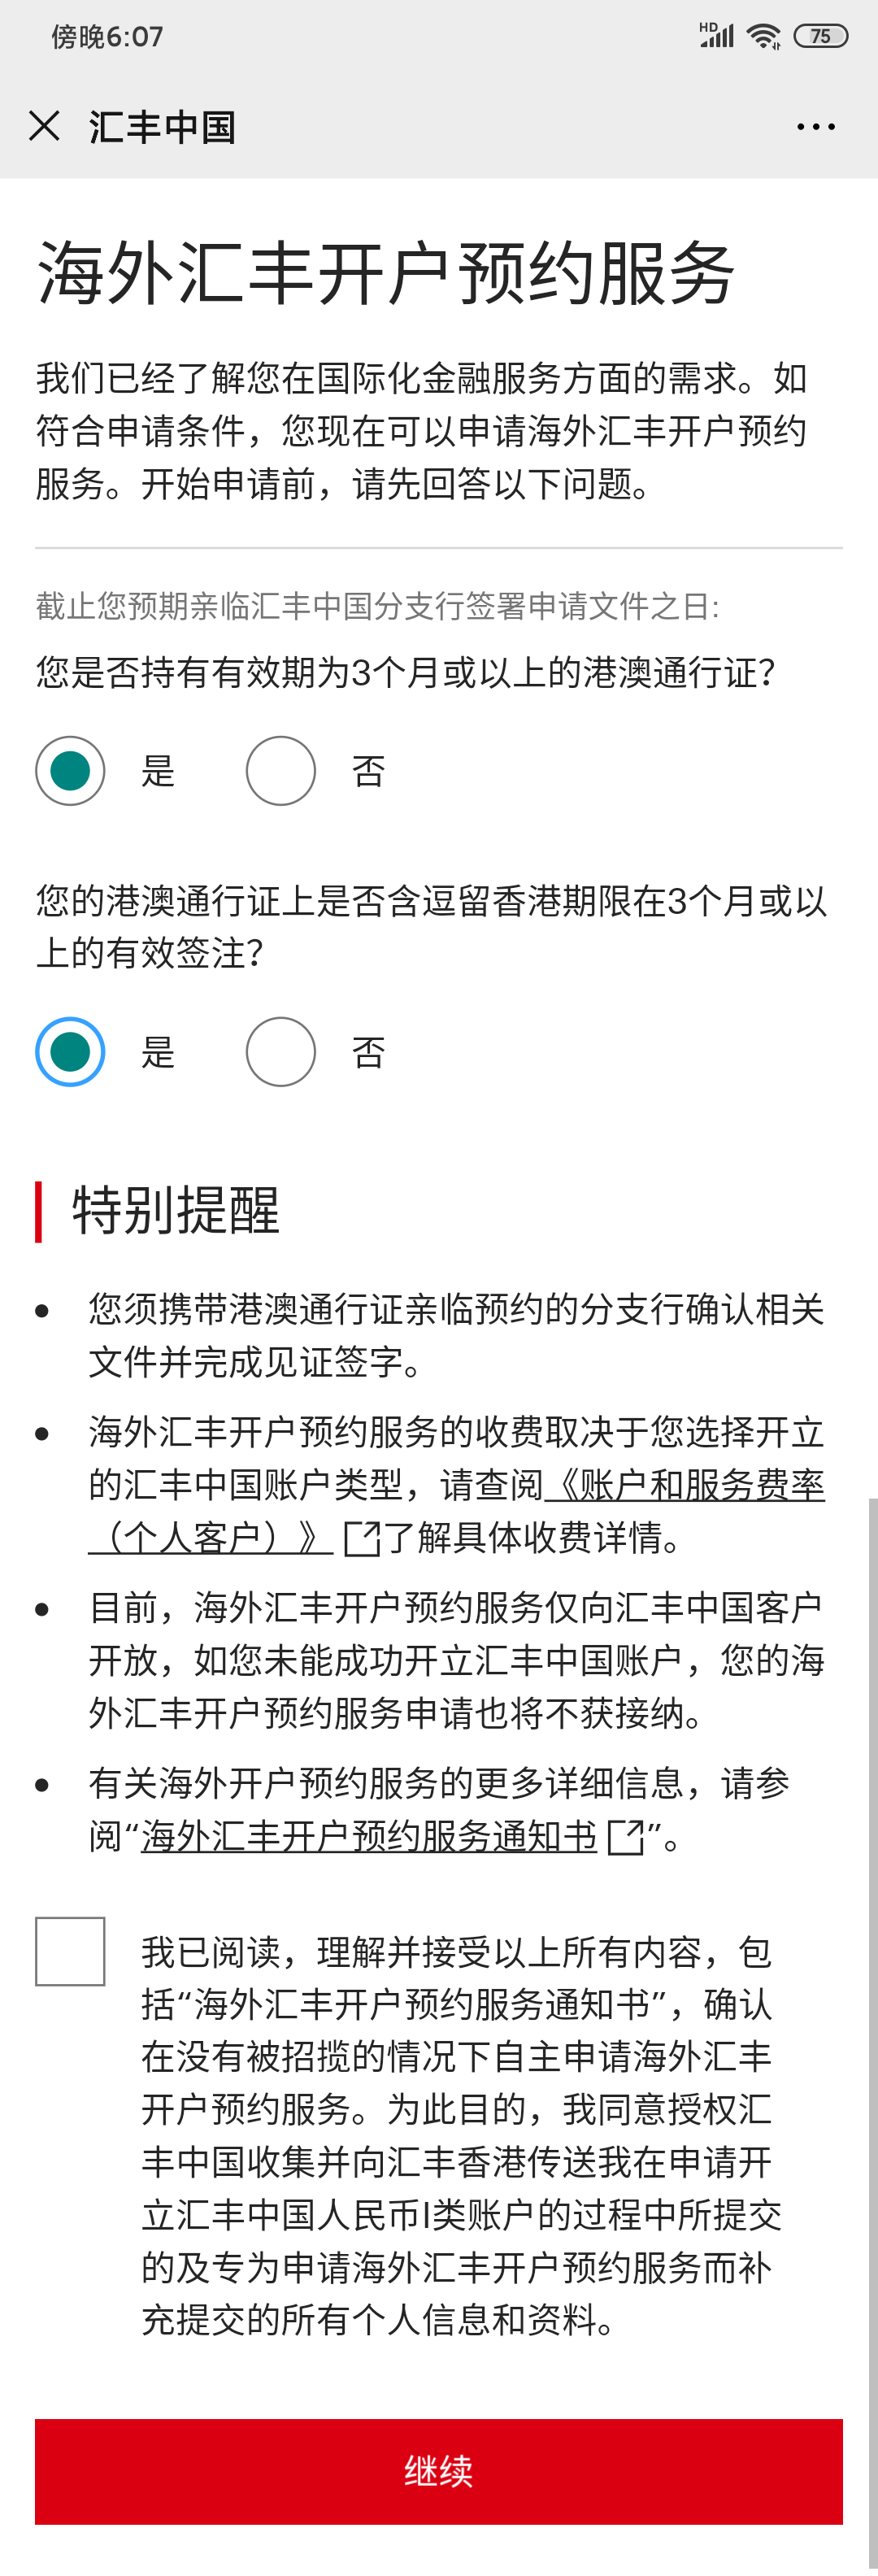 傍晚6:07
HD
75
汇丰中国
海外汇丰开户预约服务
我们已经了解您在国际化金融服务方面的需求。如
符合申请条件，您现在可以申请海外汇丰开户预约
服务。开始申请前，请先回答以下问题。
截止您预期亲临汇丰中国分支行签署申请文件之日:
您是否持有有效期为3个月或以上的港澳通行证?
是 否
您的港澳通行证上是否含逗留香港期限在3个月或以
上的有效签注?
是 否
特别提醒
• 您须携带港澳通行证亲临预约的分支行确认相关
文件并完成见证签字。
• 海外汇丰开户预约服务的收费取决于您选择开立
的汇丰中国账户类型，请查阅《账户和服务费率
（个人客户）》了解具体收费详情。
• 目前，海外汇丰开户预约服务仅向汇丰中国客户
开放，如您未能成功开立汇丰中国账户，您的海
外汇丰开户预约服务申请也将不获接纳。
• 有关海外开户预约服务的更多详细信息，请参
阅“海外汇丰开户预约服务通知书”。
我已阅读，理解并接受以上所有内容，包
括“海外汇丰开户预约服务通知书”，确认
在没有被招揽的情况下自主申请海外汇丰
开户预约服务。为此目的，我同意授权汇
丰中国收集并向汇丰香港传送我在申请开
立汇丰中国人民币I类账户的过程中所提交
的及专为申请海外汇丰开户预约服务而补
充提交的所有个人信息和资料。
继续